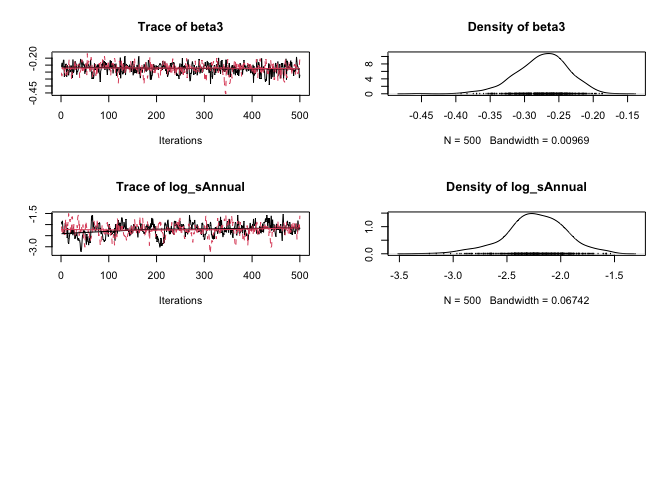 Trace of beta3
-0.45 -0.20
0 100 200 300 400 500
Iterations
Density of beta3
0 4 8
-0.45 -0.35 -0.30 -0.25 -0.20 -0.15
N = 500 Bandwidth = 0.00969
Trace of log_sAnnual
-3.0 -1.5
0 100 200 300 400 500
Iterations
Density of log_sAnnual
0.0 1.0
-3.5 -3.0 -2.5 -2.0 -1.5
N = 500 Bandwidth = 0.06742